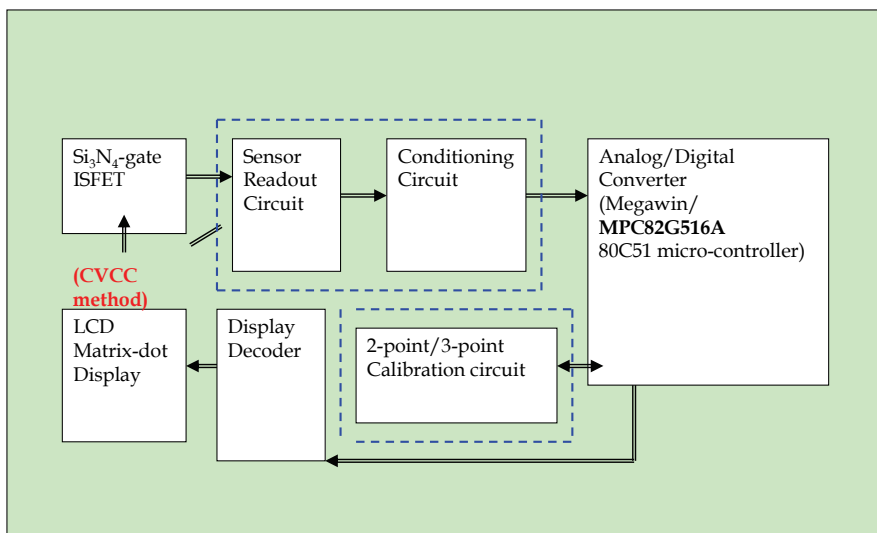 Si₃N₄-gate
ISFET
Sensor
Readout
Circuit
Conditioning
Circuit
Analog/Digital
Converter
(Megawin/
MPC82G516A
80C51 micro-controller)
(CVCC
method)
LCD
Matrix-dot
Display
Display
Decoder
2-point/3-point
Calibration circuit